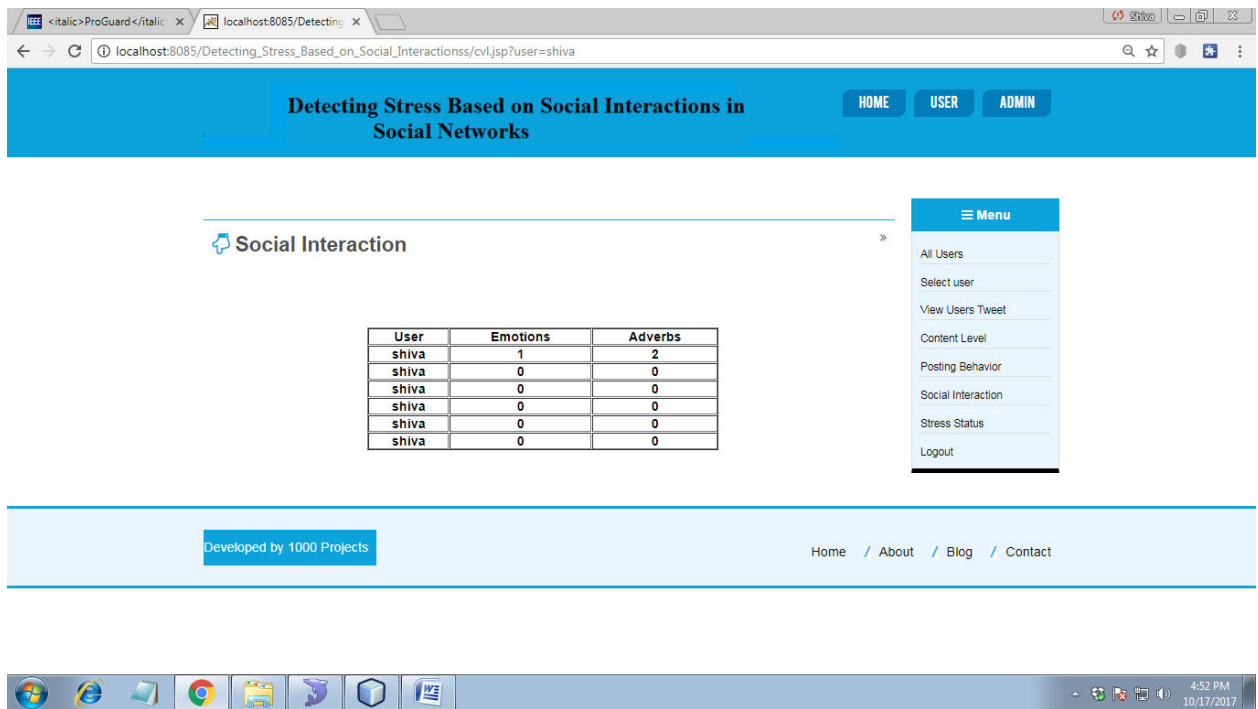 <italic>ProGuard</italic
localhost:8085/Detecting
Shiva
localhost:8085/Detecting_Stress_Based_on_Social_Interactionss/cvl.jsp?user=shiva
Detecting Stress Based on Social Interactions in
Social Networks
HOME USER ADMIN
Menu
Social Interaction
»
All Users
Select user
View Users Tweet
Content Level
Posting Behavior
Social Interaction
Stress Status
Logout
User Emotions Adverbs
shiva 1 2
shiva 0 0
shiva 0 0
shiva 0 0
shiva 0 0
shiva 0 0
Developed by 1000 Projects
Home / About / Blog / Contact
4:52 PM
10/17/2017